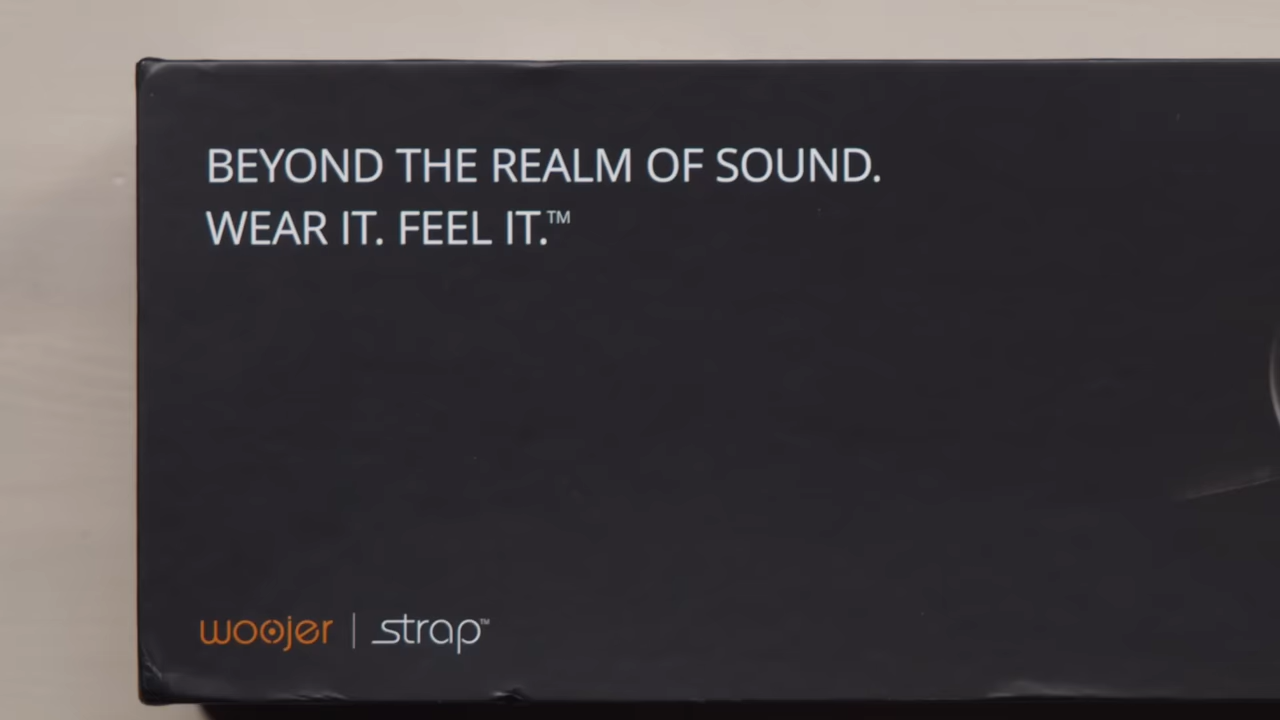 BEYOND THE REALM OF SOUND.
WEAR IT. FEEL IT.™
woojer | strap™